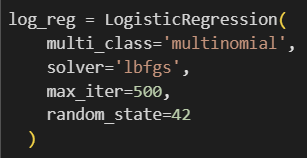 log_reg = LogisticRegression(
    multi_class='multinomial',
    solver='lbfgs',
    max_iter=500,
    random_state=42
  )